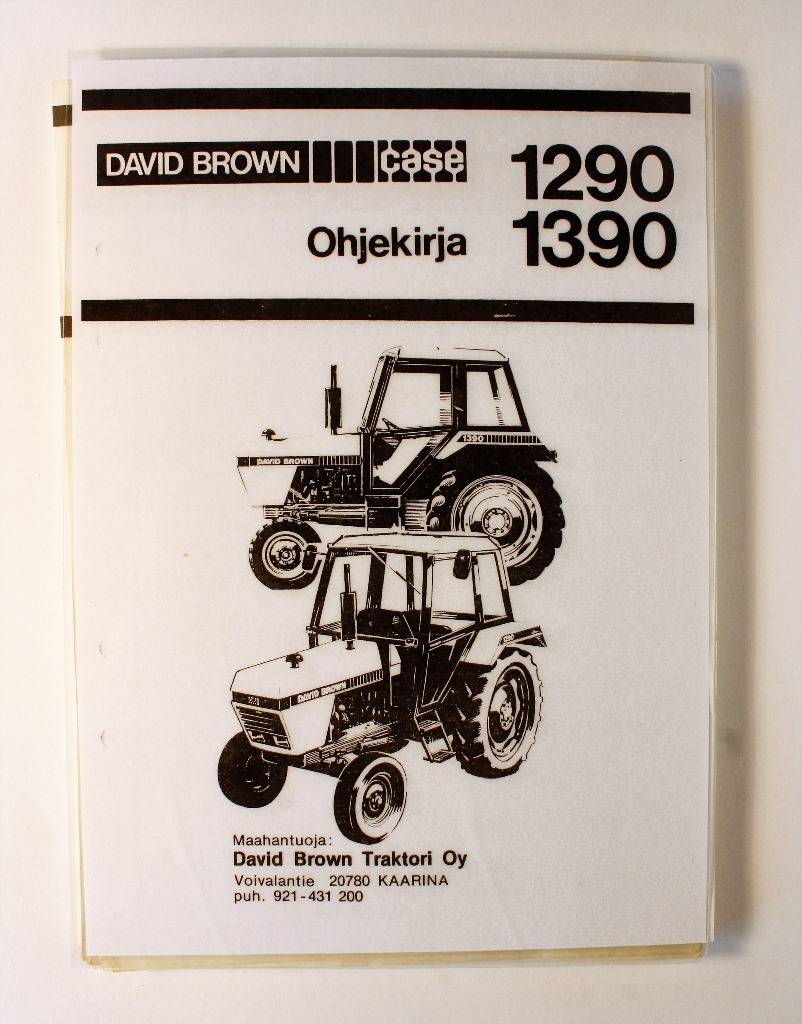 DAVID BROWN case 1290
Ohjekirja 1390
1390
DAVID BROWN
DAVID BROWN
Maahantuoja:
David Brown Traktori Oy
Voivalantie 20780 KAARINA
puh. 921-431 200